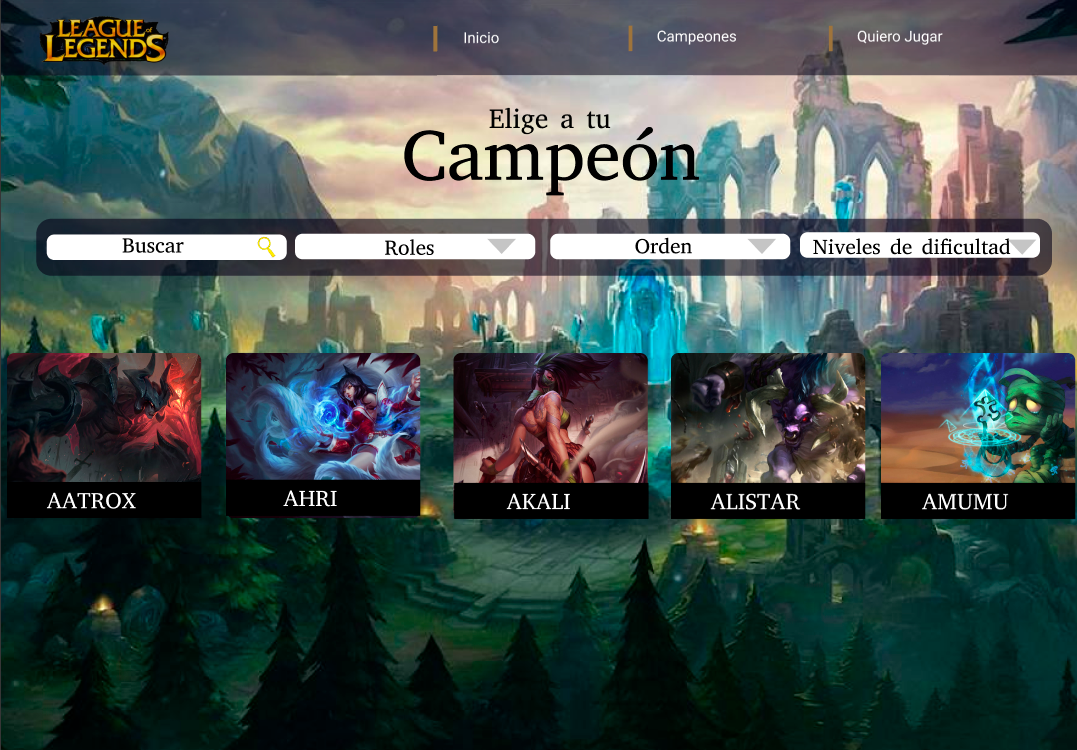 LEAGUE of
LEGENDS
Inicio
Campeones
Quiero Jugar
Elige a tu
Campeón
Buscar
Roles
Orden
Niveles de dificultad
AATROX
AHRI
AKALI
ALISTAR
AMUMU